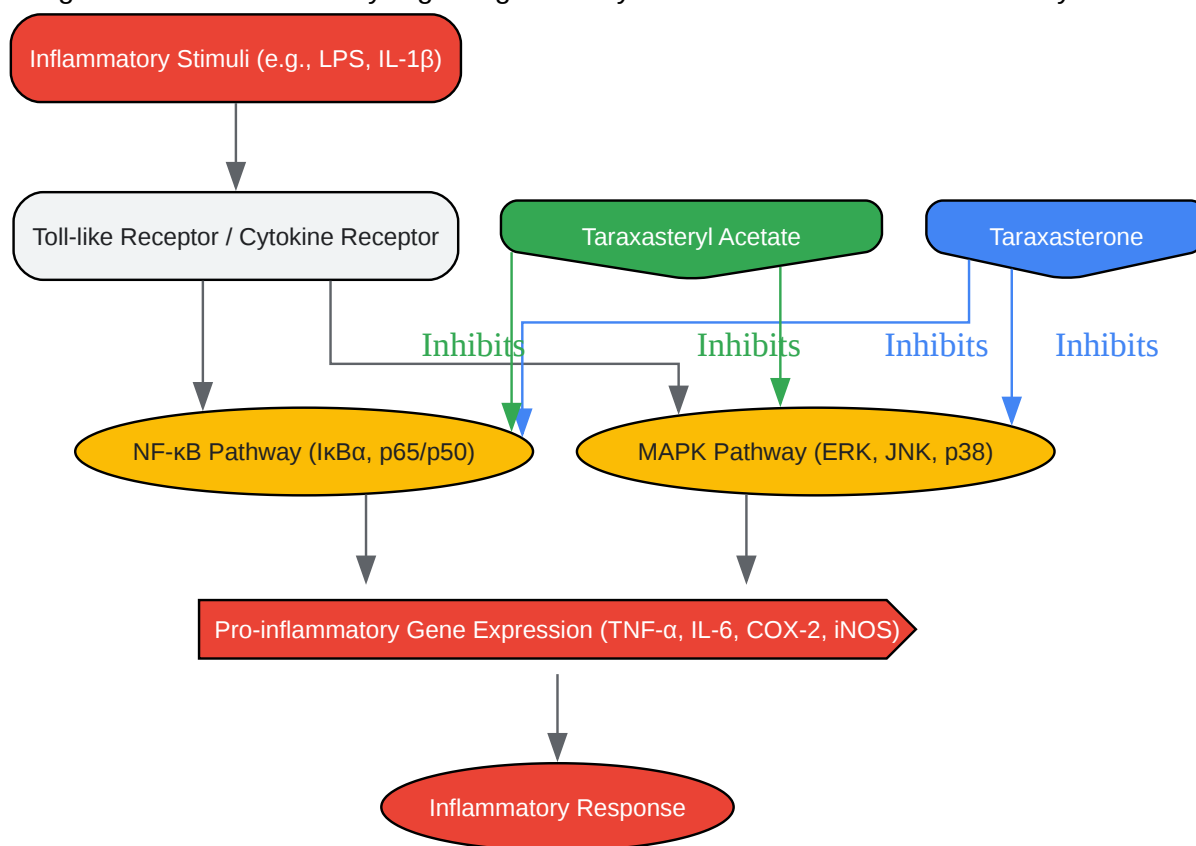 Inflammatory Stimuli (e.g., LPS, IL-1β)
Toll-like Receptor / Cytokine Receptor
Taraxasteryl Acetate
Taraxasterone
Inhibits
Inhibits
Inhibits
Inhibits
NF-κB Pathway (IκBα, p65/p50)
MAPK Pathway (ERK, JNK, p38)
Pro-inflammatory Gene Expression (TNF-α, IL-6, COX-2, iNOS)
Inflammatory Response